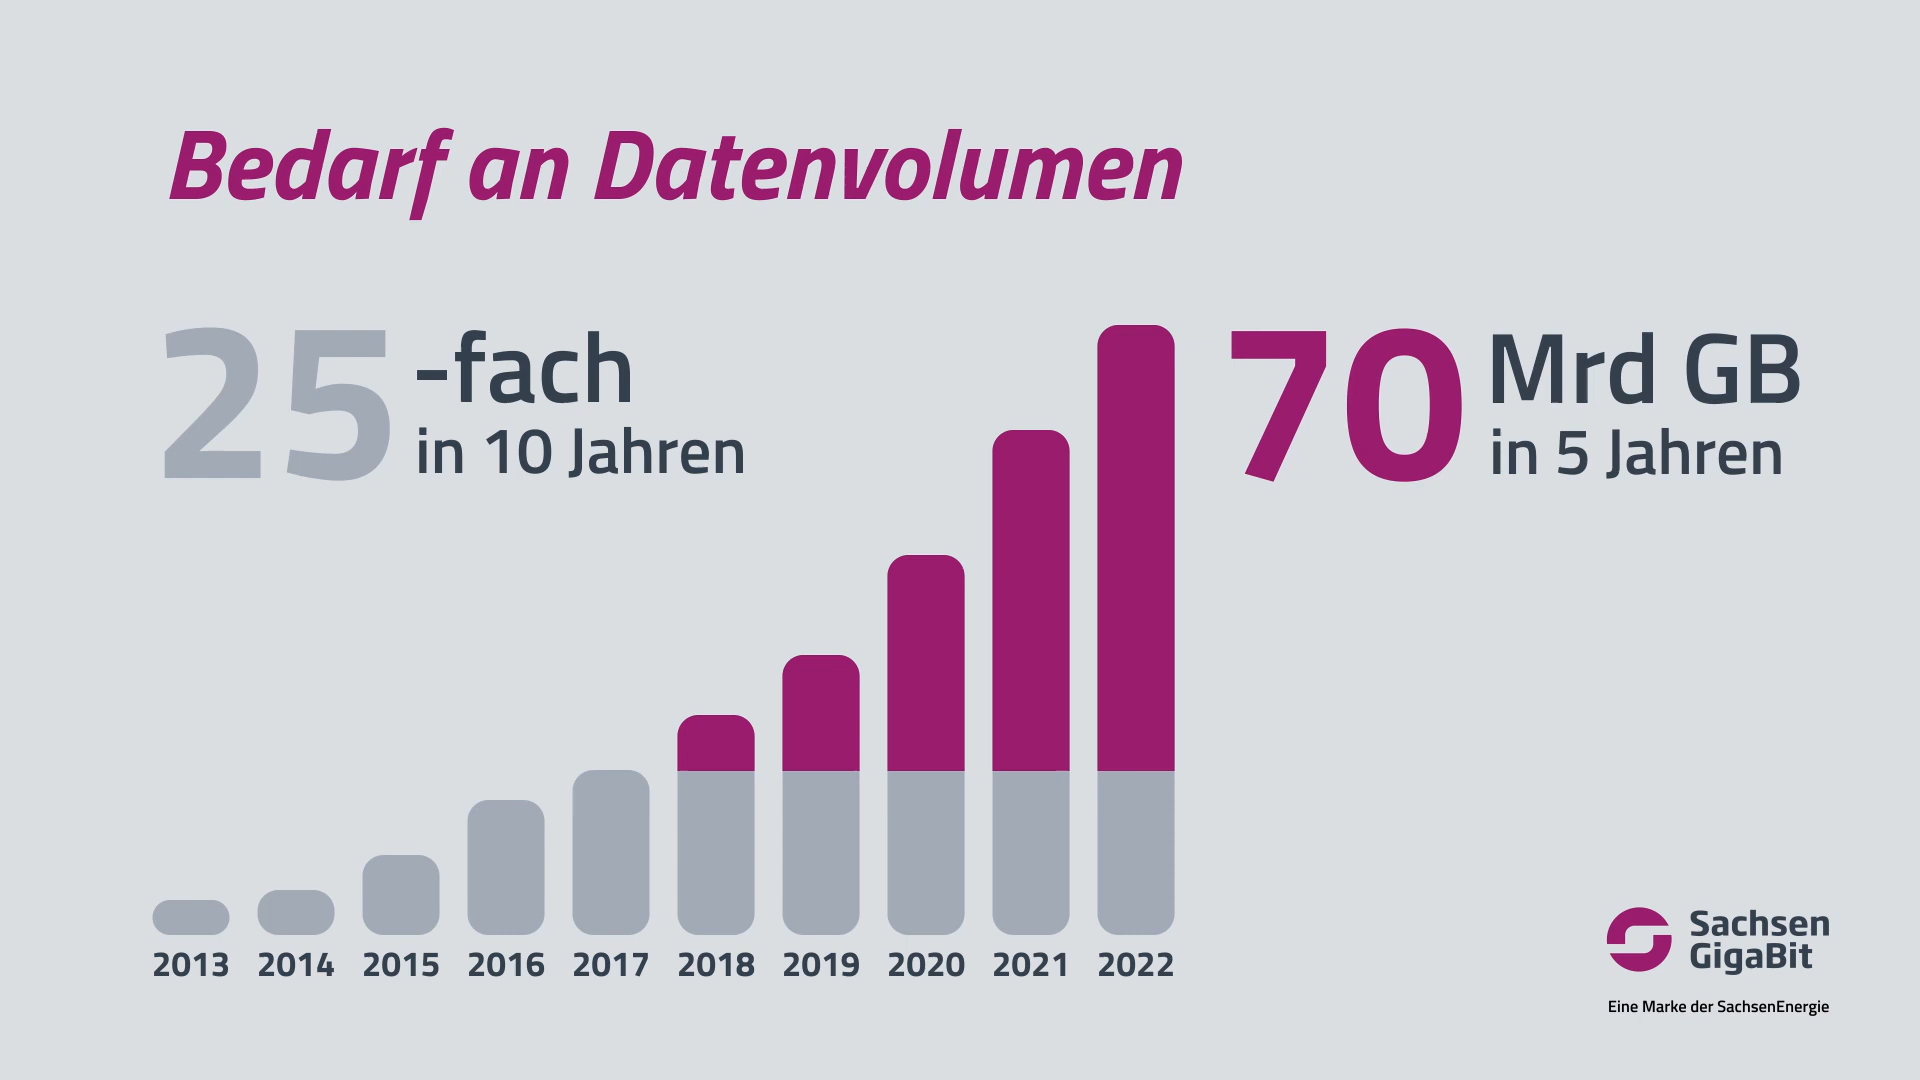 Bedarf an Datenvolumen
25 -fach
in 10 Jahren
70 Mrd GB
in 5 Jahren
2013 2014 2015 2016 2017 2018 2019 2020 2021 2022
Sachsen
GigaBit
Eine Marke der SachsenEnergie